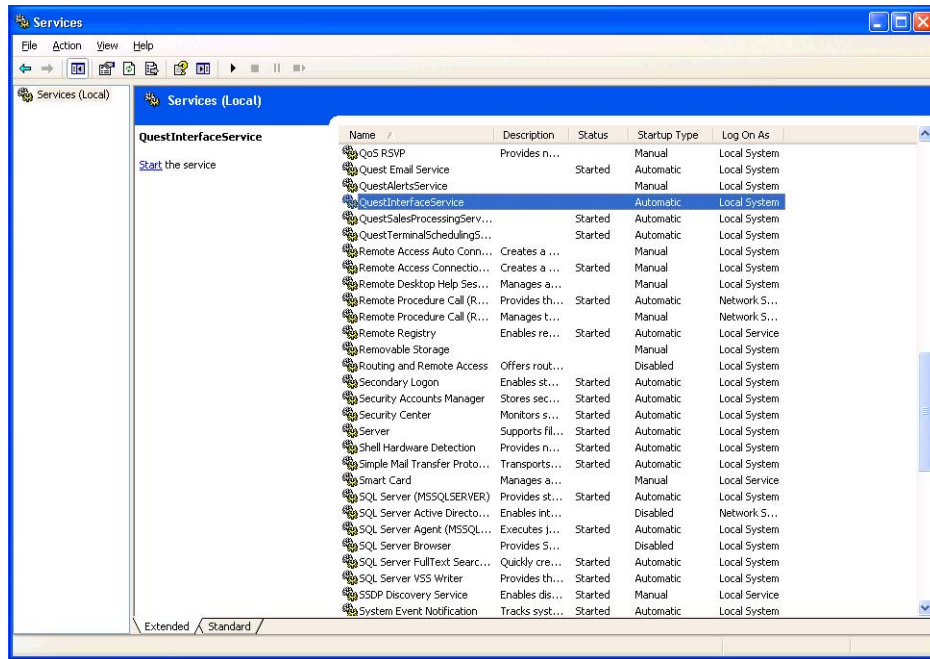 Services
File Action View Help
Services (Local)
Services (Local)
QuestInterfaceService
Start the service
Name Description Status Startup Type Log On As
QoS RSVP Provides n... Manual Local System
Quest Email Service Started Automatic Local System
QuestAlertsService Manual Local System
QuestInterfaceService Automatic Local System
QuestSalesProcessingServ... Started Automatic Local System
QuestTerminalSchedulingS... Started Automatic Local System
Remote Access Auto Conn... Creates a ... Manual Local System
Remote Access Connectio... Creates a ... Started Manual Local System
Remote Desktop Help Ses... Manages a... Manual Local System
Remote Procedure Call (R... Provides th... Started Automatic Network S...
Remote Procedure Call (R... Manages t... Manual Network S...
Remote Registry Enables re... Started Automatic Local Service
Removable Storage Manual Local System
Routing and Remote Access Offers rout... Disabled Local System
Secondary Logon Enables st... Started Automatic Local System
Security Accounts Manager Stores sec... Started Automatic Local System
Security Center Monitors s... Started Automatic Local System
Server Supports fil... Started Automatic Local System
Shell Hardware Detection Provides n... Started Automatic Local System
Simple Mail Transfer Proto... Transports... Started Automatic Local System
Smart Card Manages a... Manual Local Service
SQL Server (MSSQLSERVER) Provides st... Started Automatic Local System
SQL Server Active Directo... Enables int... Disabled Network S...
SQL Server Agent (MSSQL... Executes j... Started Automatic Local System
SQL Server Browser Provides S... Disabled Local System
SQL Server FullText Searc... Quickly cre... Started Automatic Local System
SQL Server VSS Writer Provides th... Started Automatic Local System
SSDP Discovery Service Enables dis... Started Manual Local Service
System Event Notification Tracks syst... Started Automatic Local System
Extended Standard